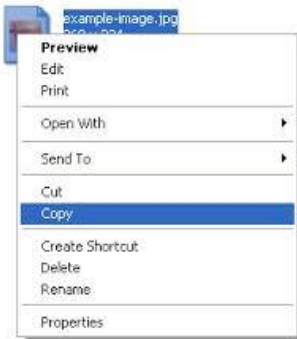 example-image.jpg
Preview
Edit
Print
Open With
Send To
Cut
Copy
Create Shortcut
Delete
Rename
Properties